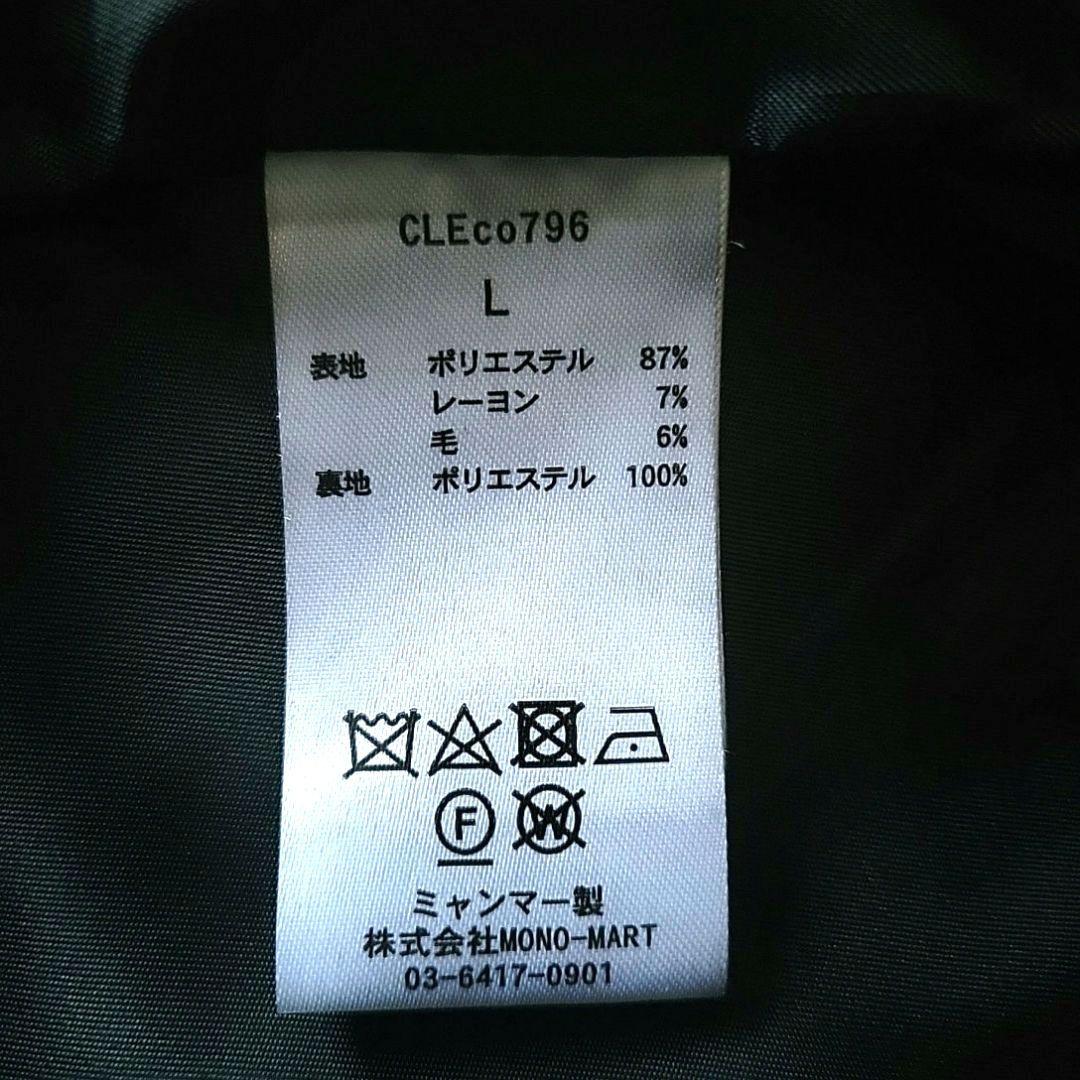 CLEco796
L
表地 ポリエステル 87%
レーヨン 7%
毛 6%
裏地 ポリエステル 100%
F W
ミャンマー製
株式会社MONO-MART
03-6417-0901